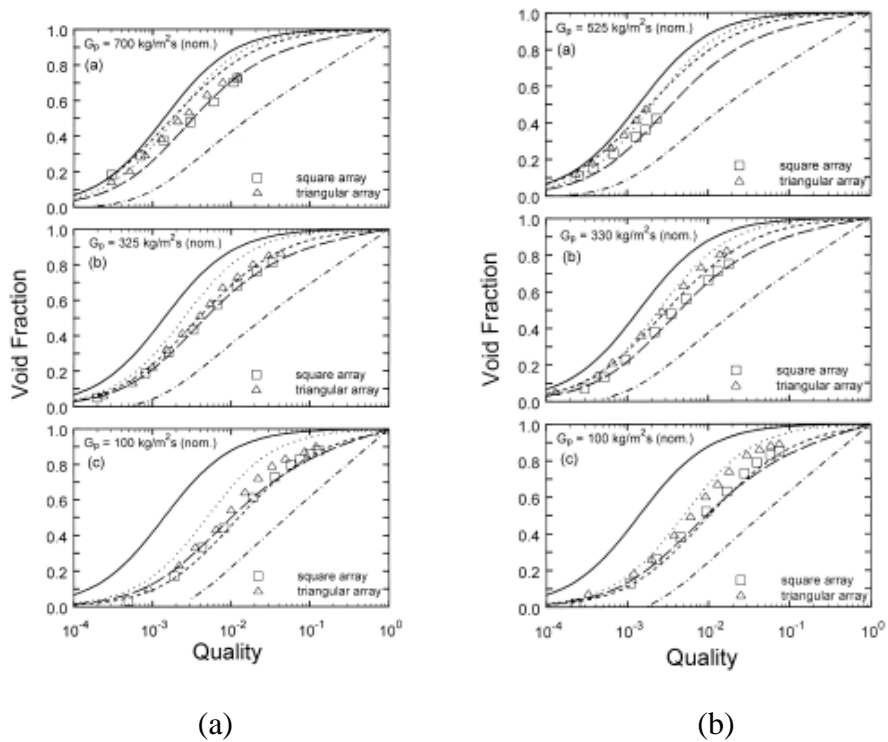 Gp = 700 kg/m²s (nom.)
(a)
1.0
0.8
0.6
0.4
0.2
0.0
square array
triangular array
Gp = 325 kg/m²s (nom.)
(b)
1.0
0.8
0.6
0.4
0.2
0.0
square array
triangular array
Gp = 100 kg/m²s (nom.)
(c)
1.0
0.8
0.6
0.4
0.2
0.0
square array
triangular array
Void Fraction
10⁻⁴ 10⁻³ 10⁻² 10⁻¹ 10⁰
Quality
(a)
Gp = 525 kg/m²s (nom.)
(a)
1.0
0.8
0.6
0.4
0.2
0.0
square array
triangular array
Gp = 330 kg/m²s (nom.)
(b)
1.0
0.8
0.6
0.4
0.2
0.0
square array
triangular array
Gp = 100 kg/m²s (nom.)
(c)
1.0
0.8
0.6
0.4
0.2
0.0
square array
triangular array
Void Fraction
10⁻⁴ 10⁻³ 10⁻² 10⁻¹ 10⁰
Quality
(b)